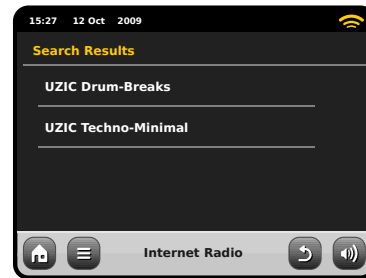 15:27 12 Oct 2009
Search Results
UZIC Drum-Breaks
UZIC Techno-Minimal
Internet Radio